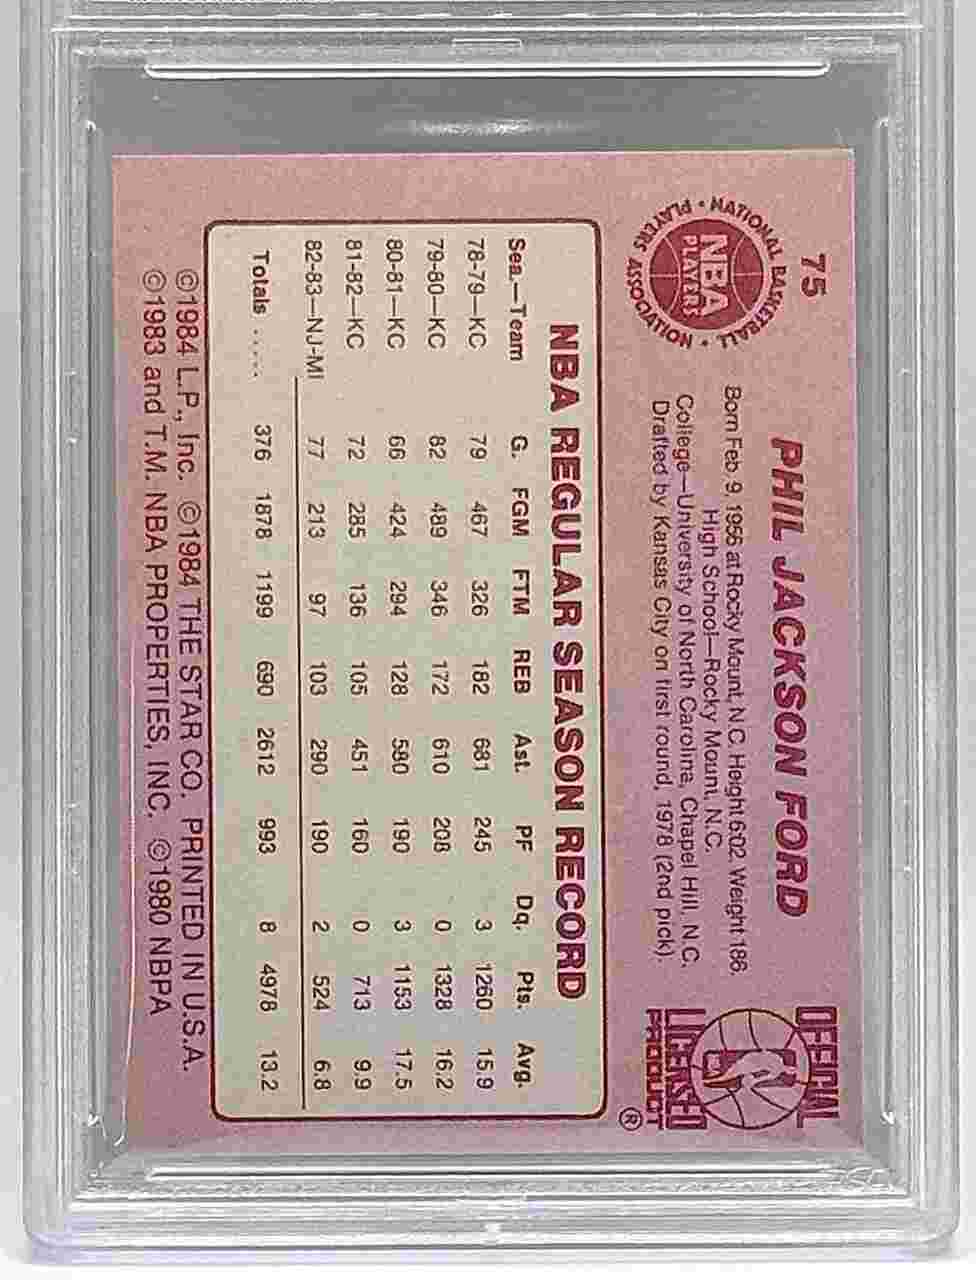 75
NATIONAL BASKETBALL
PLAYERS ASSOCIATION
NBA
PLAYERS
PHIL JACKSON FORD
Born Feb. 9, 1956 at Rocky Mount, N.C. Height 6:02. Weight 186.
High School—Rocky Mount, N.C.
College—University of North Carolina, Chapel Hill, N.C.
Drafted by Kansas City on first round, 1978 (2nd pick).
OFFICIAL
LICENSED
PRODUCT
®
NBA REGULAR SEASON RECORD
Sea.—Team G. FGM FTM REB Ast. PF Dq. Pts. Avg.
78-79—KC 79 467 326 182 681 245 3 1260 15.9
79-80—KC 82 489 346 172 610 208 0 1328 16.2
80-81—KC 66 424 294 128 580 190 3 1153 17.5
81-82—KC 72 285 136 105 451 160 0 713 9.9
82-83—NJ-MI 77 213 97 103 290 190 2 524 6.8
Totals ..... 376 1878 1199 690 2612 993 8 4978 13.2
©1984 L.P., Inc. ©1984 THE STAR CO. PRINTED IN U.S.A.
©1983 and T.M. NBA PROPERTIES, INC. ©1980 NBPA